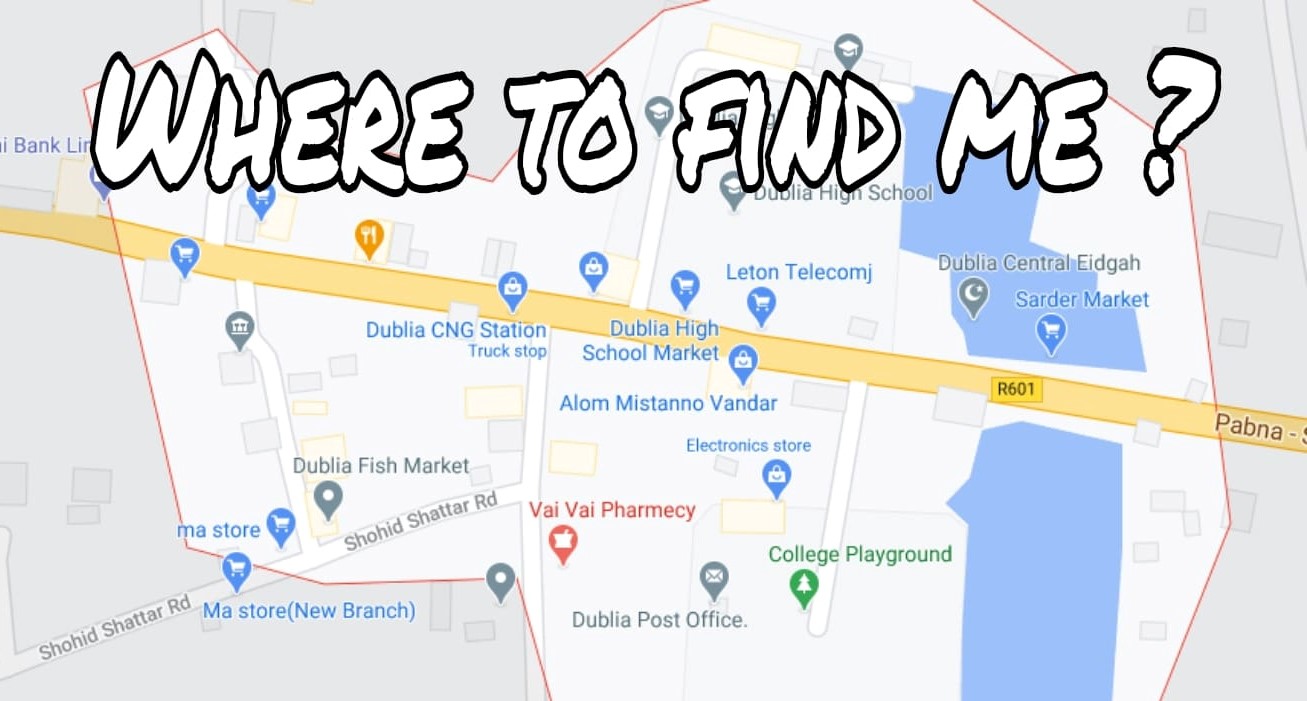 WHERE TO FIND ME ?
Dublia High School
Dublia Central Eidgah
Leton Telecomj
Sarder Market
Dublia CNG Station
Truck stop
Dublia High
School Market
R601
Alom Mistanno Vandar
Pabna -
Electronics store
Dublia Fish Market
Shohid Shattar Rd
Vai Vai Pharmecy
ma store
College Playground
Ma store(New Branch)
Dublia Post Office.
Shohid Shattar Rd